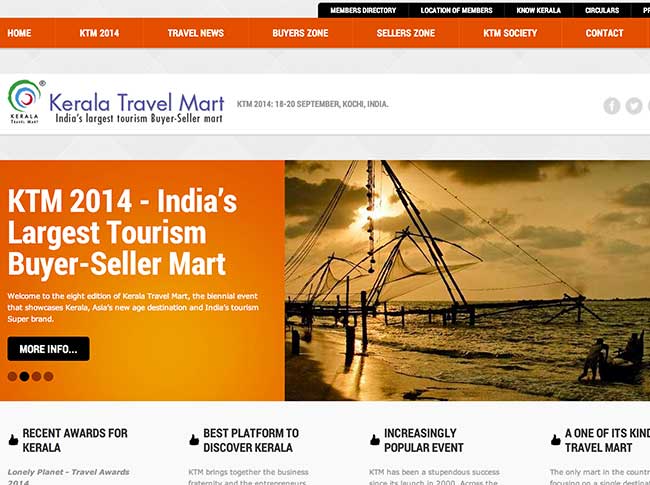 MEMBERS DIRECTORY LOCATION OF MEMBERS KNOW KERALA CIRCULARS
HOME KTM 2014 TRAVEL NEWS BUYERS ZONE SELLERS ZONE KTM SOCIETY CONTACT
®
Kerala Travel Mart
India's largest tourism Buyer-Seller mart
KERALA
TRAVEL MART
KTM 2014: 18-20 SEPTEMBER, KOCHI, INDIA.
KTM 2014 - India's
Largest Tourism
Buyer-Seller Mart
Welcome to the eight edition of Kerala Travel Mart, the biennial event
that showcases Kerala, Asia's new age destination and India's tourism
Super brand.
MORE INFO...
RECENT AWARDS FOR
KERALA
Lonely Planet - Travel Awards
2014
BEST PLATFORM TO
DISCOVER KERALA
KTM brings together the business
fraternity and the entrepreneurs
INCREASINGLY
POPULAR EVENT
KTM has been a stupendous success
since its launch in 2000. Across the
A ONE OF ITS KIND
TRAVEL MART
The only mart in the country
focusing on a single destinat